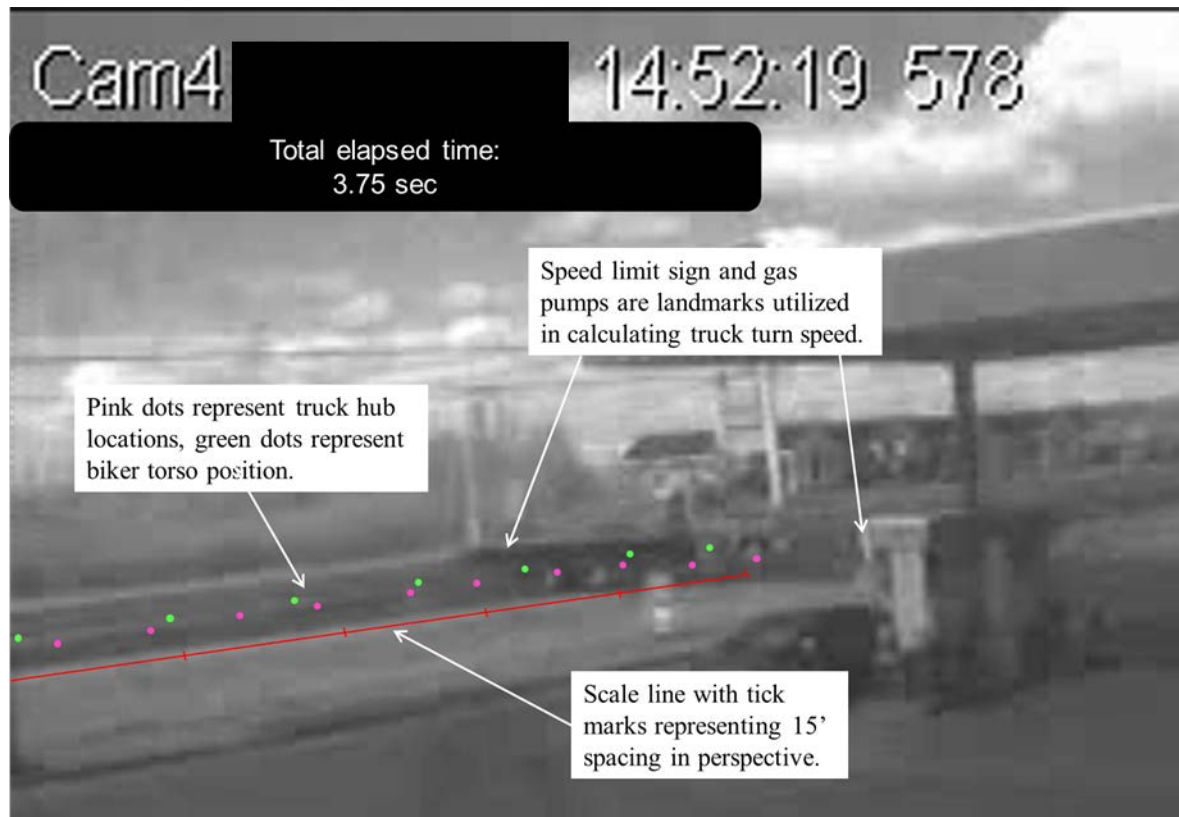 Cam4 14:52:19 578
Total elapsed time:
3.75 sec
Speed limit sign and gas
pumps are landmarks utilized
in calculating truck turn speed.
Pink dots represent truck hub
locations, green dots represent
biker torso position.
Scale line with tick
marks representing 15’
spacing in perspective.